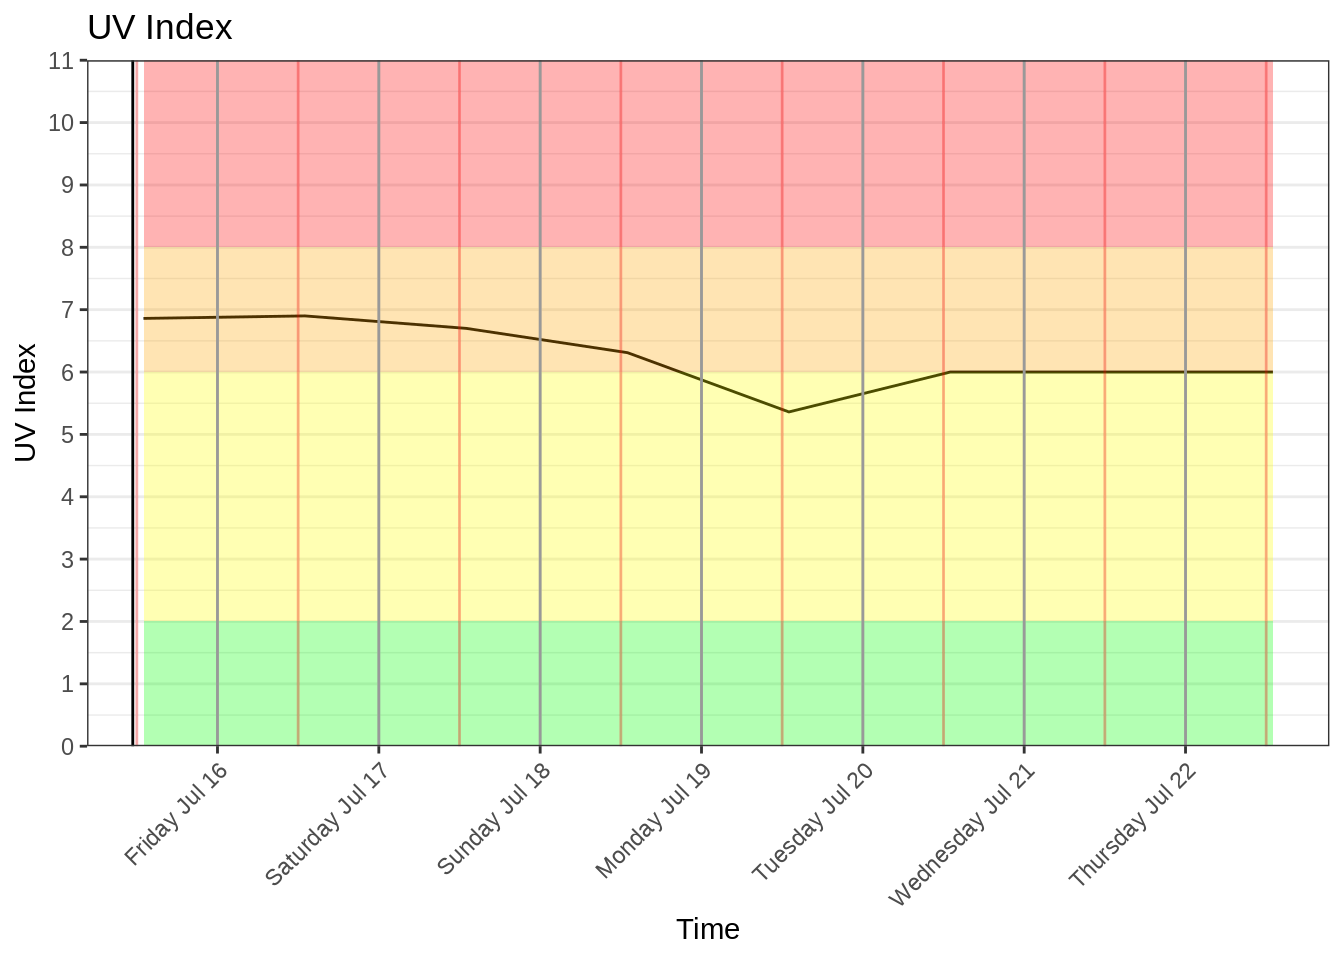 UV Index
11
10
9
8
7
6
5
4
3
2
1
0
UV Index
Friday Jul 16
Saturday Jul 17
Sunday Jul 18
Monday Jul 19
Tuesday Jul 20
Wednesday Jul 21
Thursday Jul 22
Time